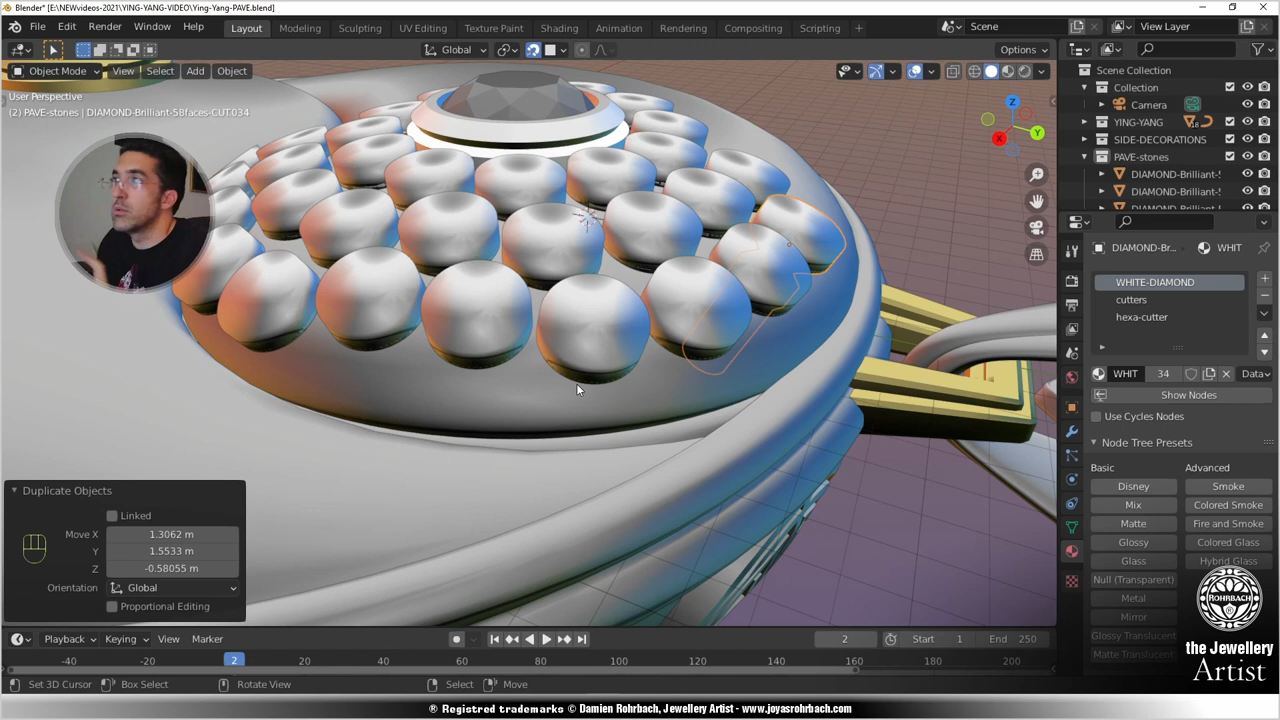 Blender* [E:\NEWvideos-2021\YING-YANG-VIDEO/Ying-Yang-PAVE.blend]
File Edit Render Window Help Layout Modeling Sculpting UV Editing Texture Paint Shading Animation Rendering Compositing Scripting + Scene View Layer
Global Options
Object Mode View Select Add Object
User Perspective
(2) PAVE-stones | DIAMOND-Brilliant-58faces-CUT.034
Z
Y
X
Scene Collection
Collection
Camera
YING-YANG 18
SIDE-DECORATIONS
PAVE-stones
DIAMOND-Brilliant-
DIAMOND-Brilliant-
DIAMOND-Br... WHIT
WHITE-DIAMOND
cutters
hexa-cutter
WHIT 34 Data
Show Nodes
Use Cycles Nodes
Node Tree Presets
Basic Advanced
Disney Smoke
Mix Colored Smoke
Matte Fire and Smoke
Glossy Colored Glass
Glass Hybrid Glass
Null (Transparent)
Metal
Mirror
Glossy Translucent
Matte Translucent
Duplicate Objects
Linked
Move X 1.3062 m
Y 1.5533 m
Z -0.58055 m
Orientation Global
Proportional Editing
ROHRBACH
the Jewellery
Artist
Playback Keying View Marker 2 Start 1 End 250
-40 -20 2 20 40 60 80 100 120 140 160 180 200
Set 3D Cursor Box Select Rotate View Select Move
® Registered trademarks © Damien Rohrbach, Jewellery Artist - www.joyasrohrbach.com